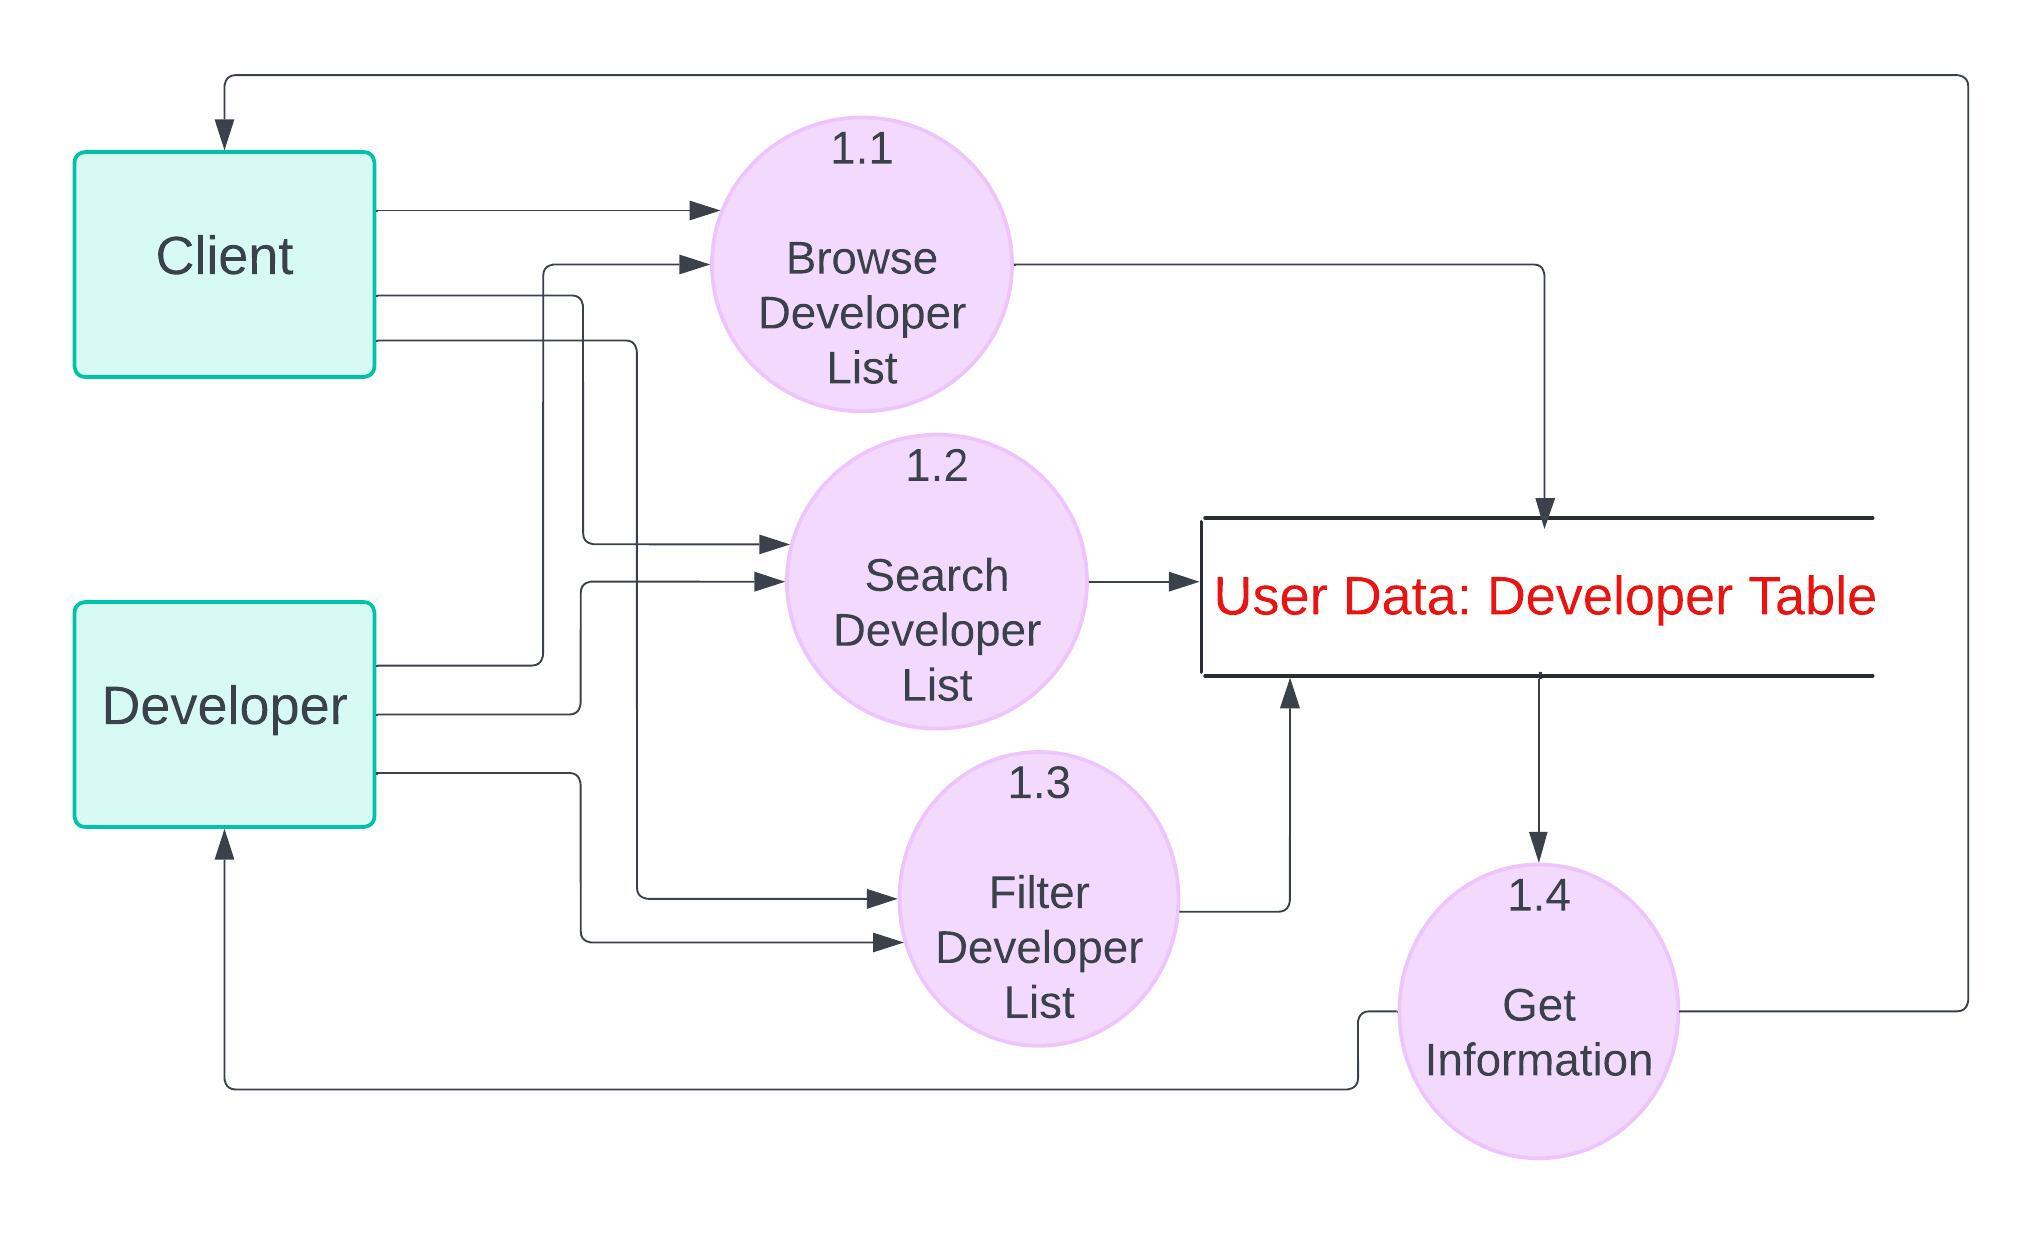 Client
1.1
Browse
Developer
List
1.2
Search
Developer
List
User Data: Developer Table
Developer
1.3
Filter
Developer
List
1.4
Get
Information